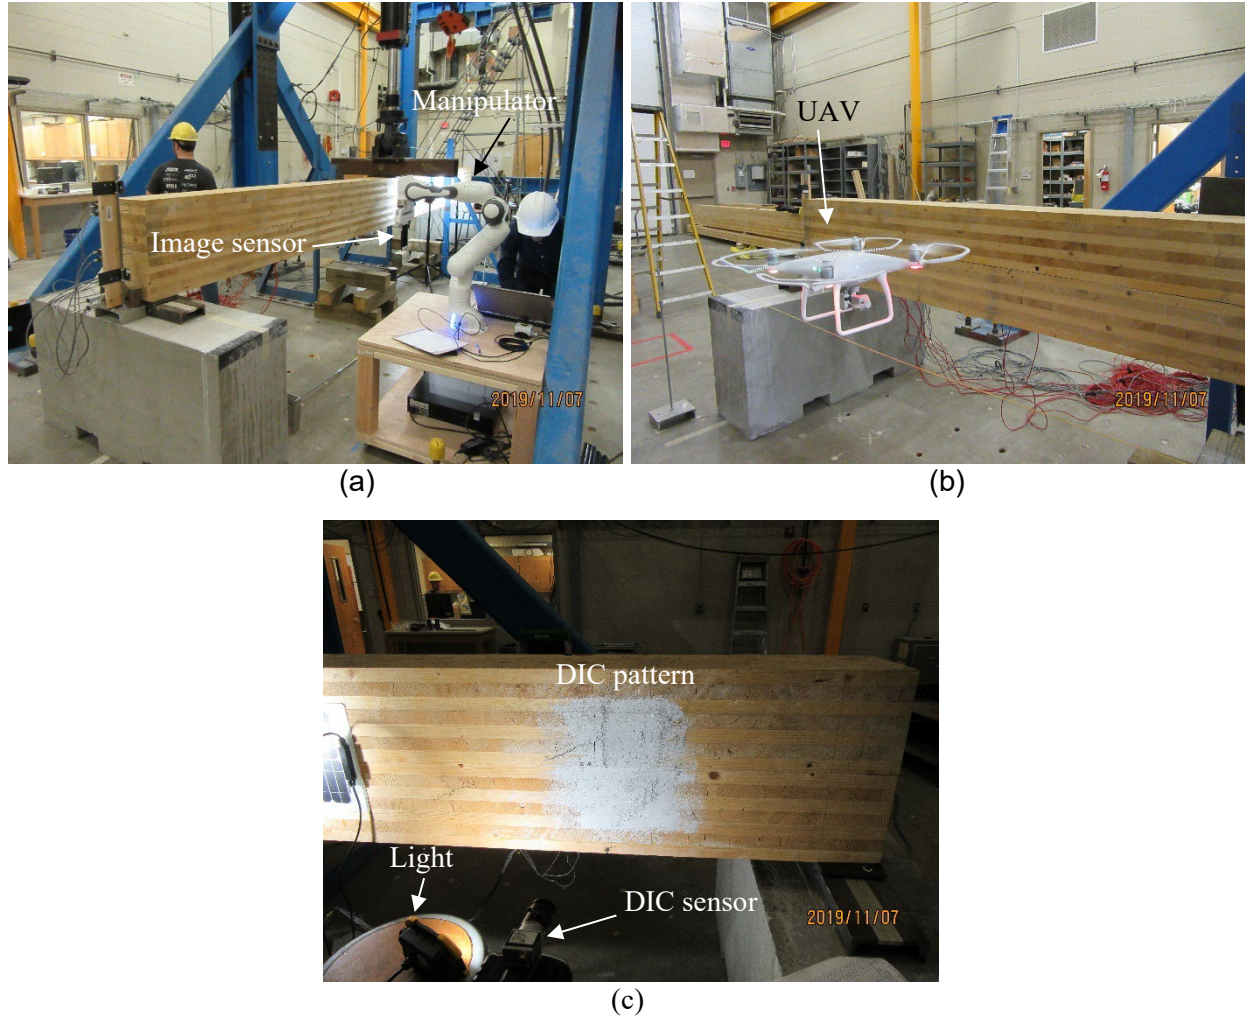 Manipulator
Image sensor
2019/11/07
(a)
UAV
2019/11/07
(b)
DIC pattern
Light
DIC sensor
2019/11/07
(c)